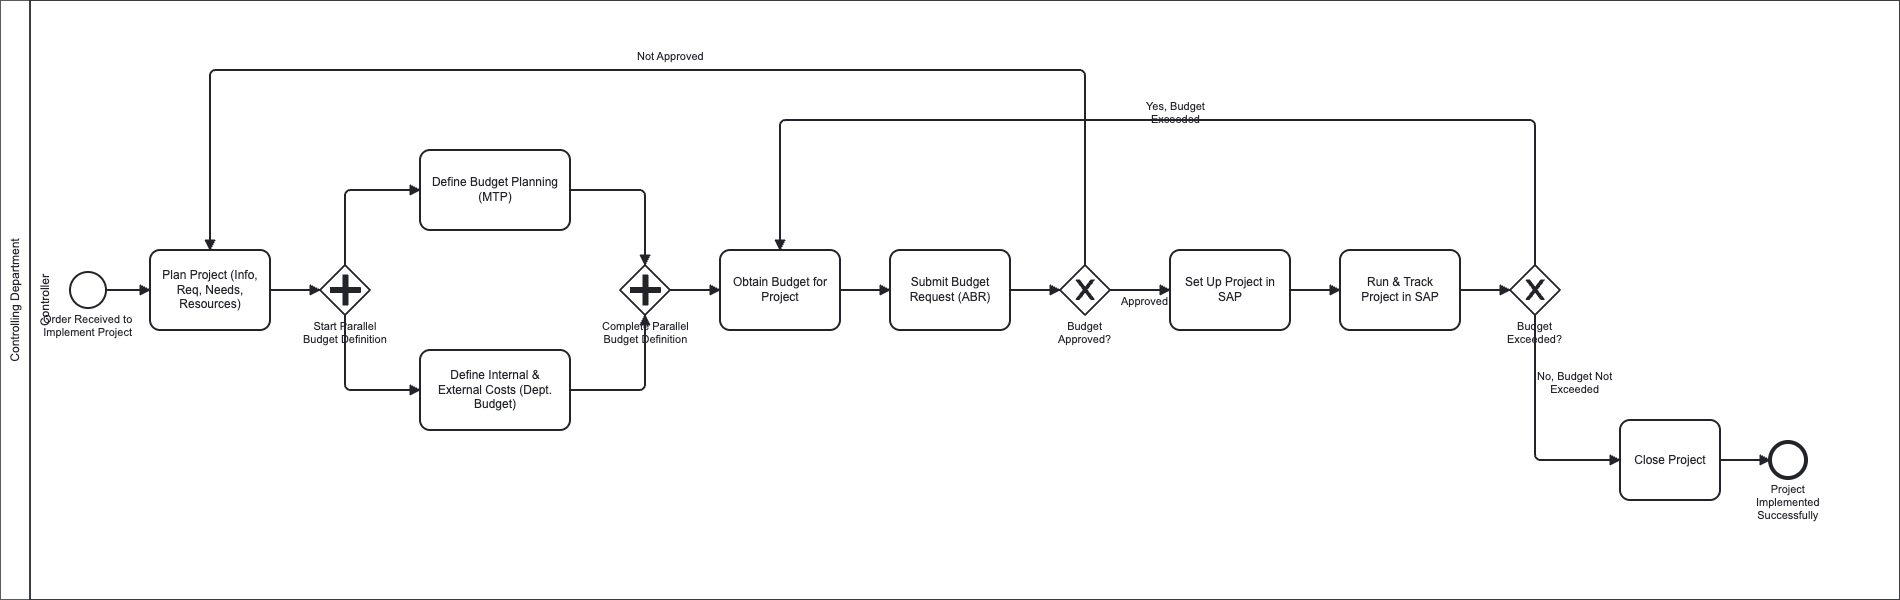 Not Approved
Yes, Budget
Exceeded
Define Budget Planning
(MTP)
Controlling Department
Controller
Order Received to
Implement Project
Plan Project (Info,
Req, Needs,
Resources)
Start Parallel
Budget Definition
Complete Parallel
Budget Definition
Obtain Budget for
Project
Submit Budget
Request (ABR)
Budget
Approved?
Approved
Set Up Project in
SAP
Run & Track
Project in SAP
Budget
Exceeded?
Define Internal &
External Costs (Dept.
Budget)
No, Budget Not
Exceeded
Close Project
Project
Implemented
Successfully